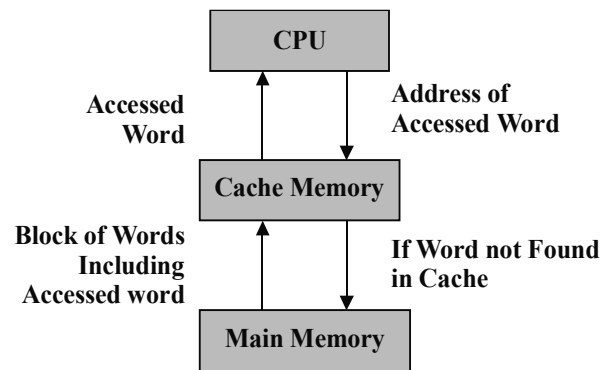 CPU
Accessed
Word
Address of
Accessed Word
Cache Memory
Block of Words
Including
Accessed word
If Word not Found
in Cache
Main Memory